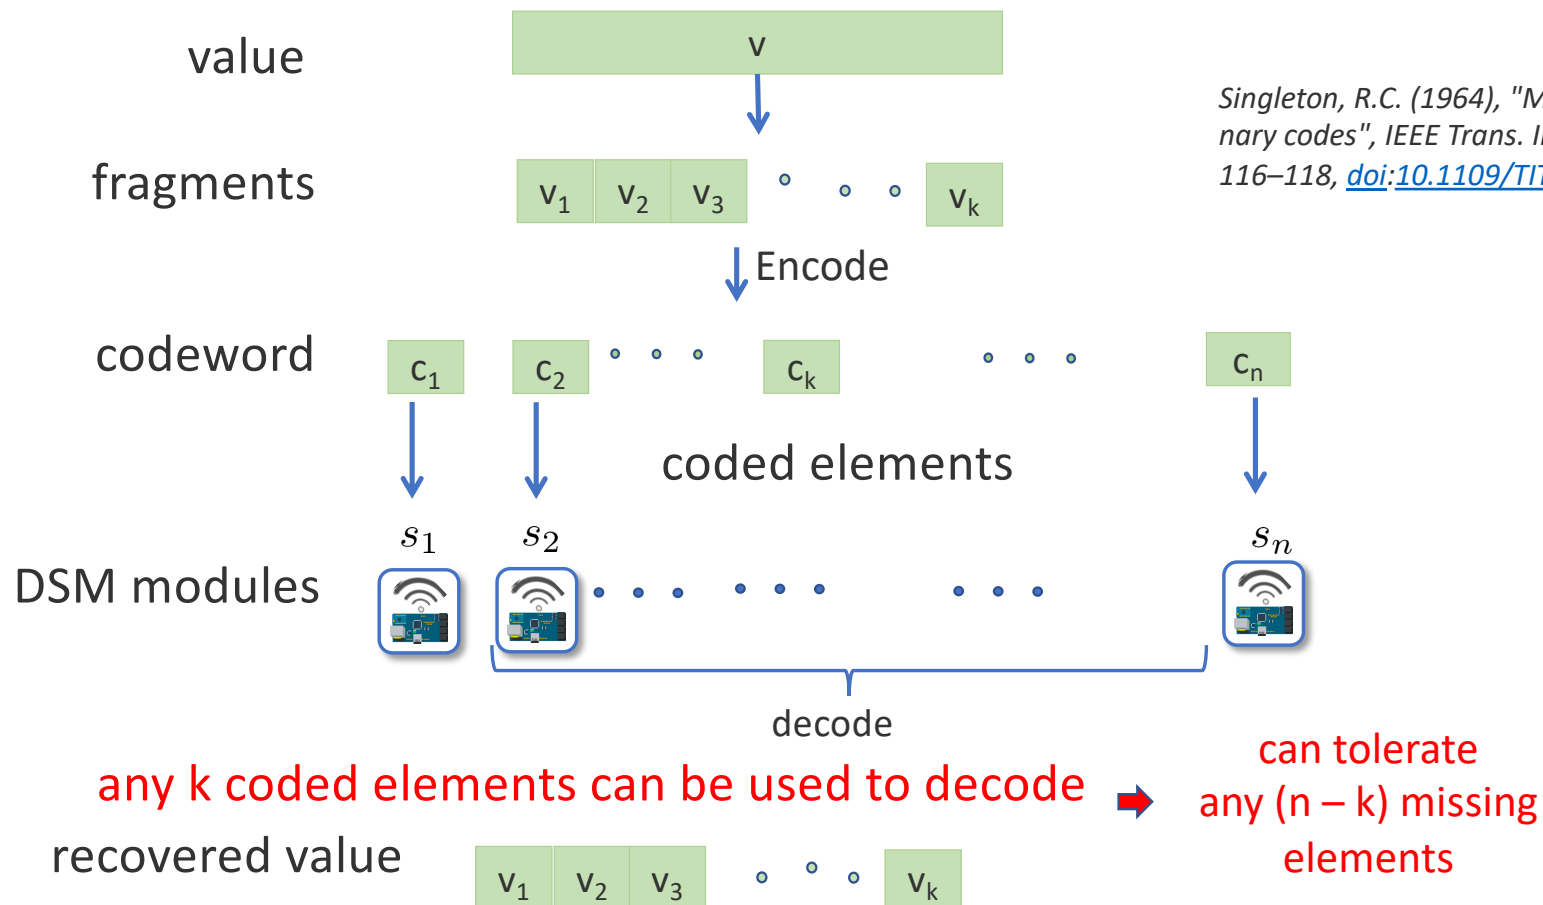 value
v
Singleton, R.C. (1964), "M
nary codes", IEEE Trans. I
116–118, doi:10.1109/TIT
fragments
v₁ v₂ v₃ vₖ
Encode
codeword
c₁ c₂ cₖ cₙ
coded elements
s₁ s₂ sₙ
DSM modules
decode
any k coded elements can be used to decode
can tolerate
any (n – k) missing
elements
recovered value
v₁ v₂ v₃ vₖ